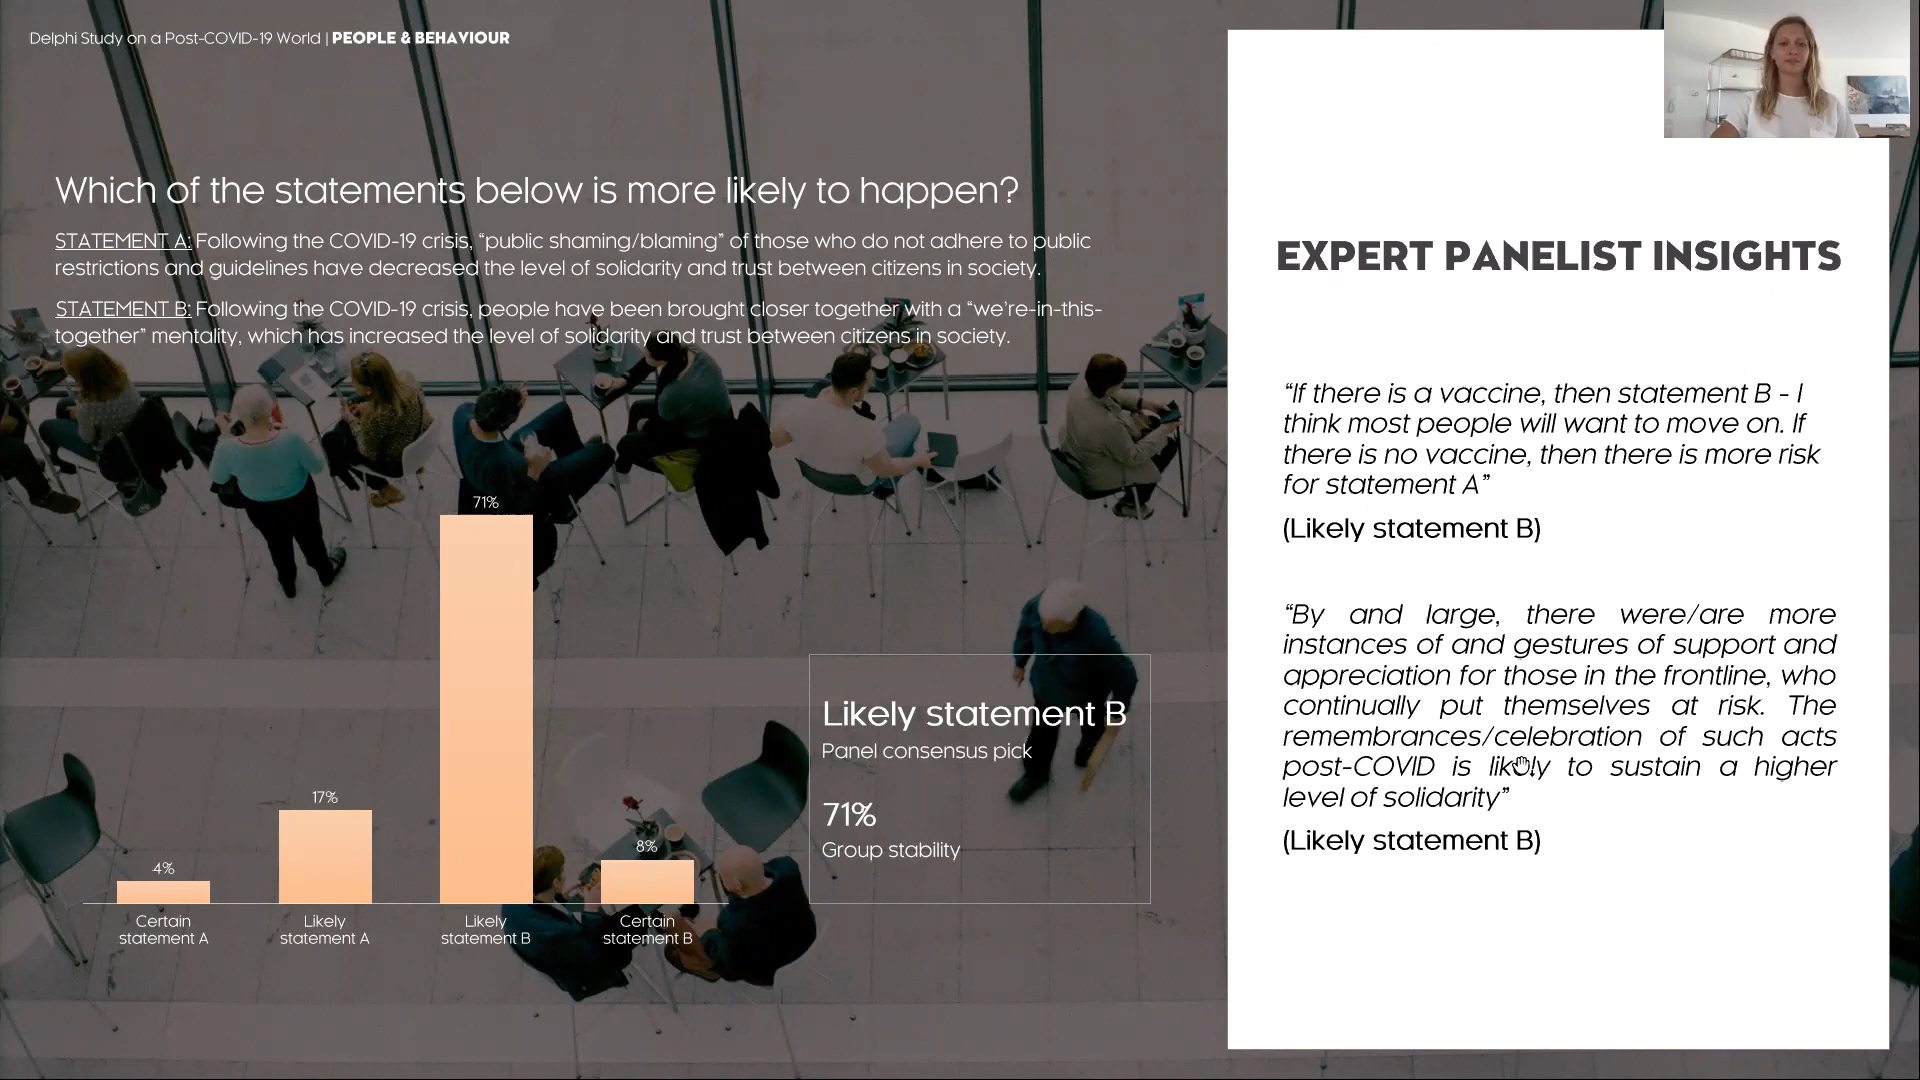 Delphi Study on a Post-COVID-19 World | PEOPLE & BEHAVIOUR
Which of the statements below is more likely to happen?
STATEMENT A: Following the COVID-19 crisis, “public shaming/blaming” of those who do not adhere to public
restrictions and guidelines have decreased the level of solidarity and trust between citizens in society.
STATEMENT B: Following the COVID-19 crisis, people have been brought closer together with a “we’re-in-this-
together” mentality, which has increased the level of solidarity and trust between citizens in society.
71%
17%
8%
4%
Certain
statement A
Likely
statement A
Likely
statement B
Certain
statement B
Likely statement B
Panel consensus pick
71%
Group stability
EXPERT PANELIST INSIGHTS
“If there is a vaccine, then statement B - I
think most people will want to move on. If
there is no vaccine, then there is more risk
for statement A”
(Likely statement B)
“By and large, there were/are more
instances of and gestures of support and
appreciation for those in the frontline, who
continually put themselves at risk. The
remembrances/celebration of such acts
post-COVID is likely to sustain a higher
level of solidarity”
(Likely statement B)